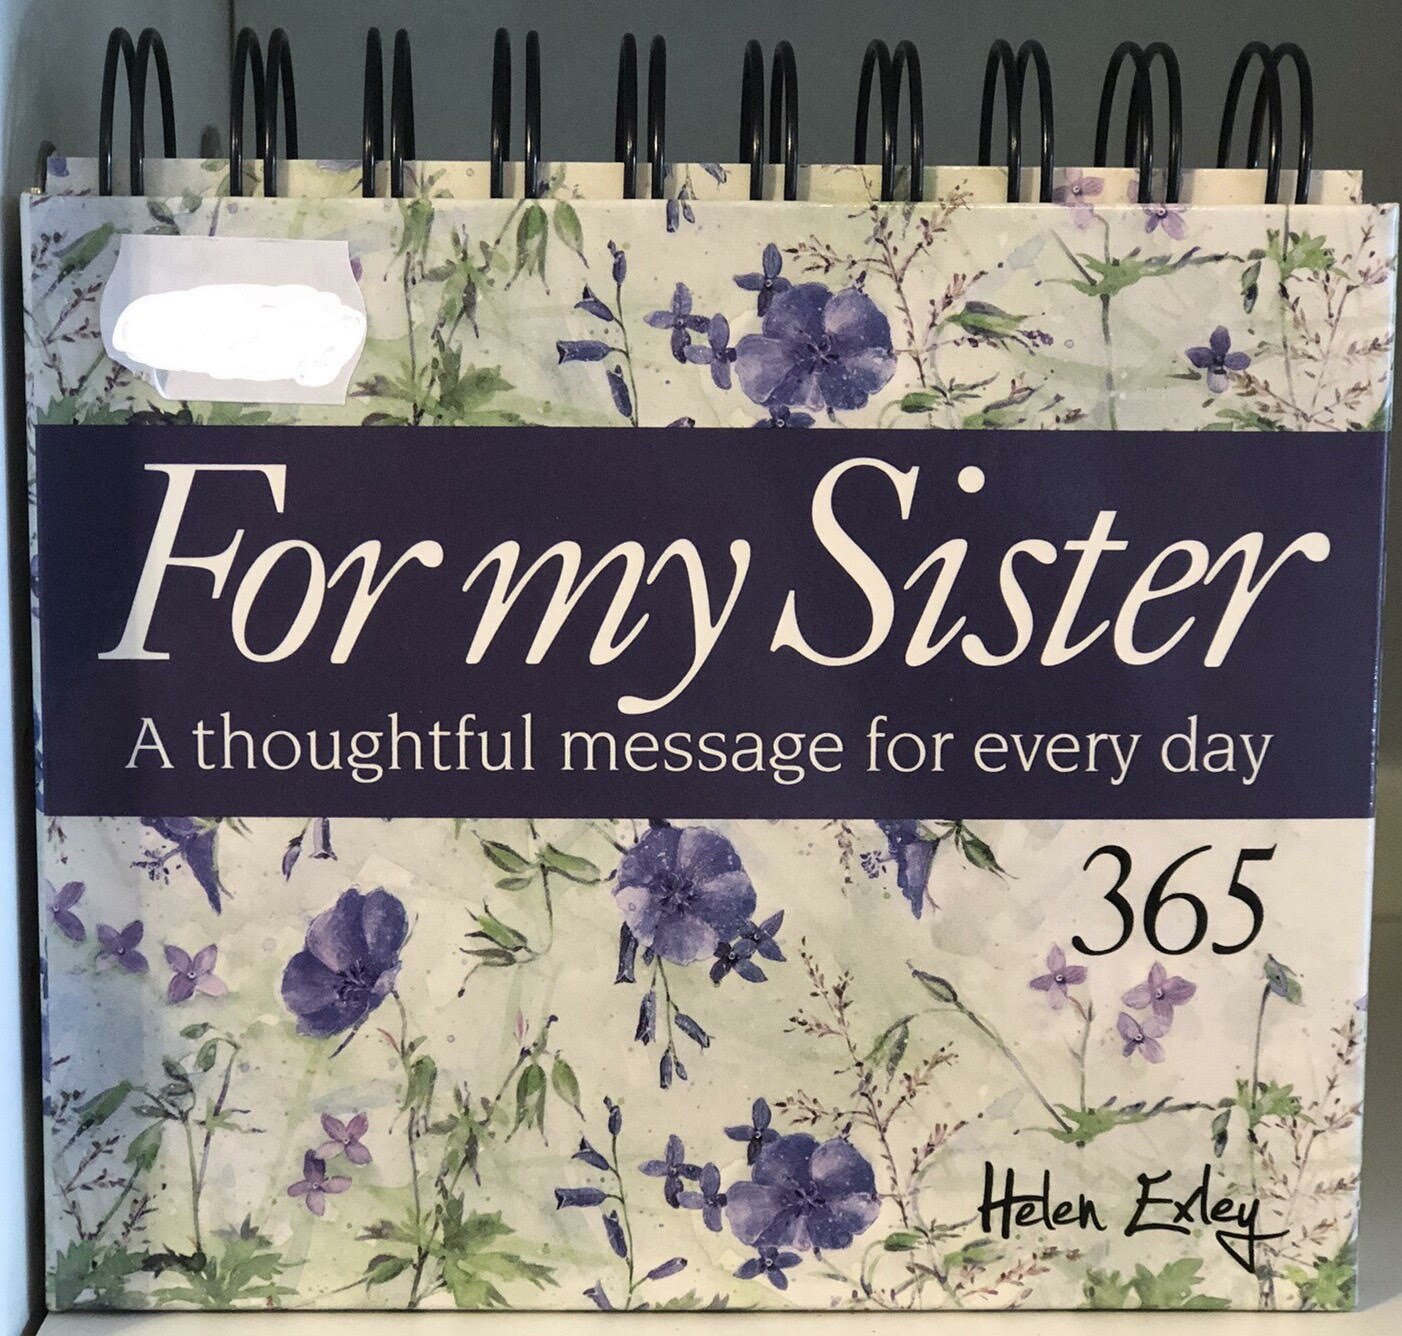 For my Sister
A thoughtful message for every day
365
Helen Exley